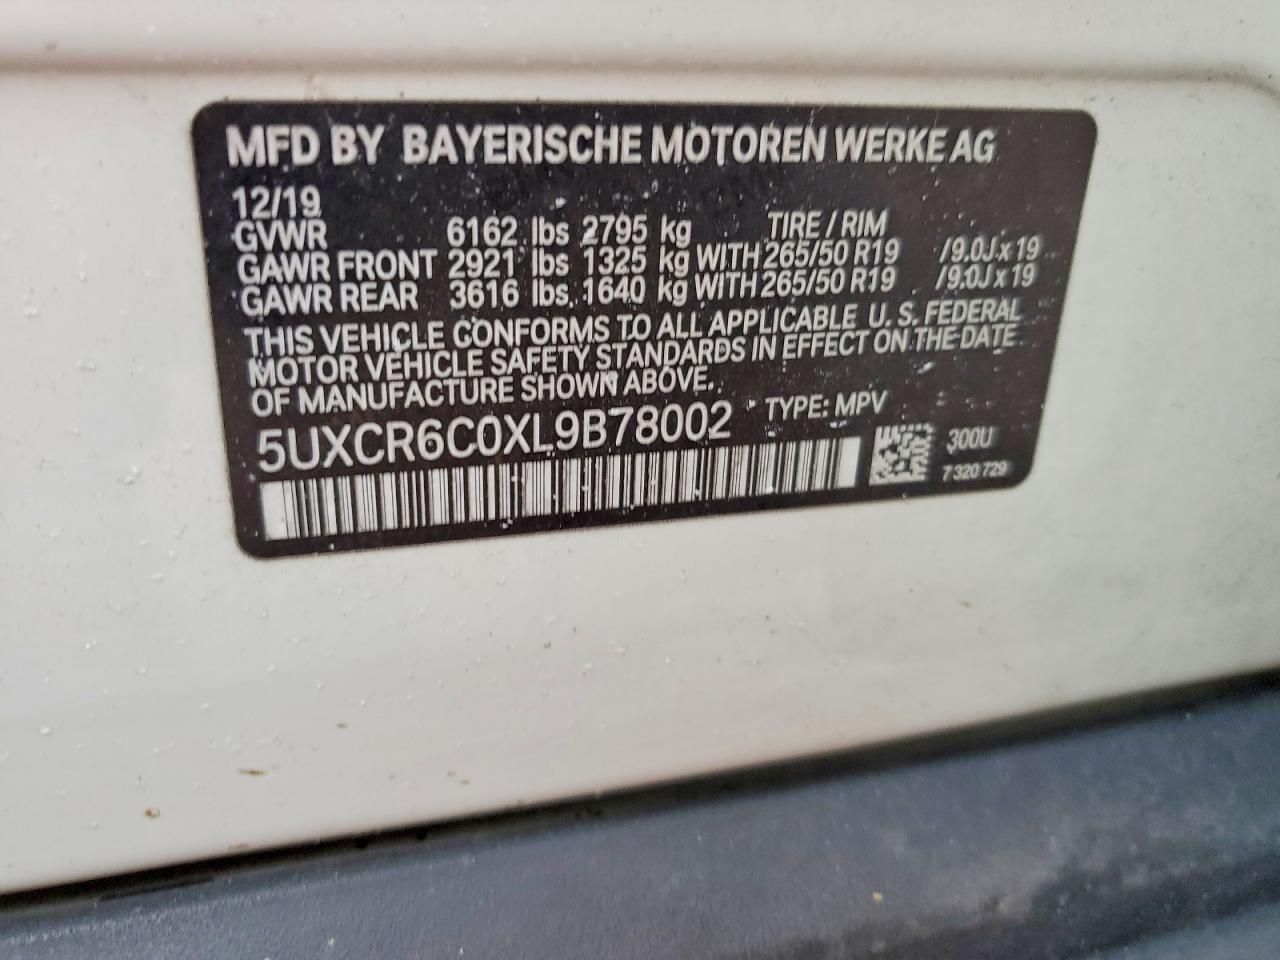 MFD BY BAYERISCHE MOTOREN WERKE AG
12/19
GVWR 6162 lbs 2795 kg TIRE / RIM
GAWR FRONT 2921 lbs 1325 kg WITH 265/50 R19 /9.0J x 19
GAWR REAR 3616 lbs. 1640 kg WITH 265/50 R19 /9.0J x 19
THIS VEHICLE CONFORMS TO ALL APPLICABLE U. S. FEDERAL
MOTOR VEHICLE SAFETY STANDARDS IN EFFECT ON THE DATE
OF MANUFACTURE SHOWN ABOVE.
5UXCR6C0XL9B78002 TYPE: MPV
300U
7 320 729